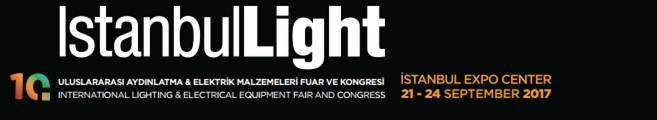 IstanbulLight
10.
ULUSLARARASI AYDINLATMA & ELEKTRİK MALZEMELERİ FUAR VE KONGRESİ
INTERNATIONAL LIGHTING & ELECTRICAL EQUIPMENT FAIR AND CONGRESS
İSTANBUL EXPO CENTER
21 - 24 SEPTEMBER 2017